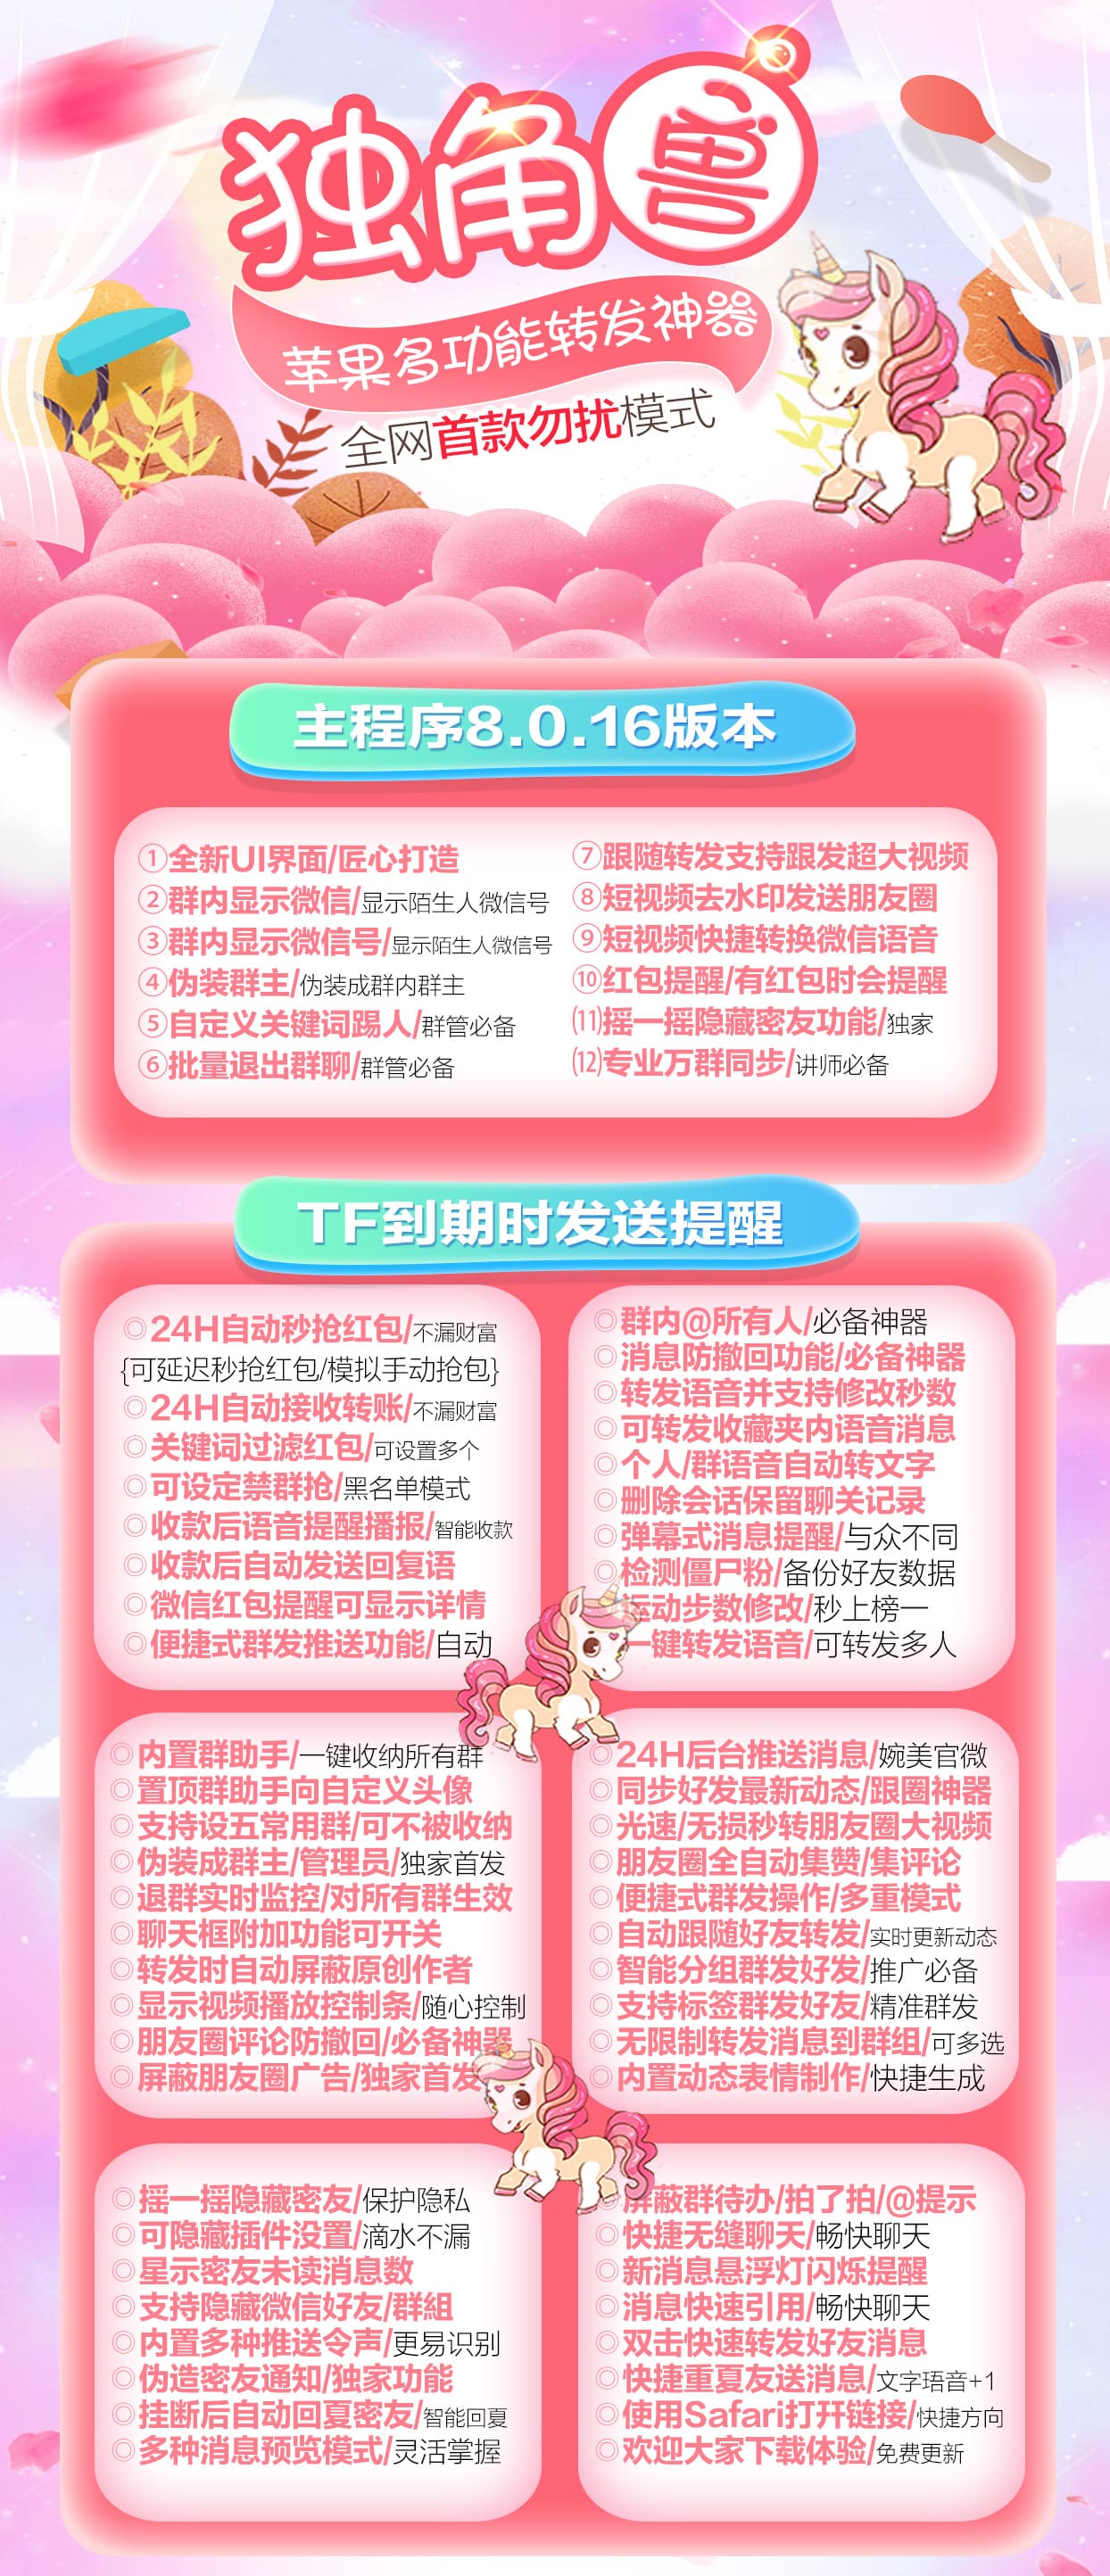 独角兽
苹果多功能转发神器
全网首款勿扰模式
主程序8.0.16版本
①全新UI界面/匠心打造
②群内显示微信/显示陌生人微信号
③群内显示微信号/显示陌生人微信号
④伪装群主/伪装成群内群主
⑤自定义关键词踢人/群管必备
⑥批量退出群聊/群管必备
⑦跟随转发支持跟发超大视频
⑧短视频去水印发送朋友圈
⑨短视频快捷转换微信语音
⑩红包提醒/有红包时会提醒
⑾摇一摇隐藏密友功能/独家
⑿专业万群同步/讲师必备
TF到期时发送提醒
◎24H自动秒抢红包/不漏财富
{可延迟秒抢红包/模拟手动抢包}
◎24H自动接收转账/不漏财富
◎关键词过滤红包/可设置多个
◎可设定禁群抢/黑名单模式
◎收款后语音提醒播报/智能收款
◎收款后自动发送回复语
◎微信红包提醒可显示详情
◎便捷式群发推送功能/自动
◎群内@所有人/必备神器
◎消息防撤回功能/必备神器
◎转发语音并支持修改秒数
◎可转发收藏夹内语音消息
◎个人/群语音自动转文字
◎删除会话保留聊关记录
◎弹幕式消息提醒/与众不同
◎检测僵尸粉/备份好友数据
运动步数修改/秒上榜一
一键转发语音/可转发多人
◎内置群助手/一键收纳所有群
◎置顶群助手向自定义头像
◎支持设五常用群/可不被收纳
◎伪装成群主/管理员/独家首发
◎退群实时监控/对所有群生效
◎聊天框附加功能可开关
◎转发时自动屏蔽原创作者
◎显示视频播放控制条/随心控制
◎朋友圈评论防撤回/必备神器
◎屏蔽朋友圈广告/独家首发
◎24H后台推送消息/婉美官微
◎同步好发最新动态/跟圈神器
◎光速/无损秒转朋友圈大视频
◎朋友圈全自动集赞/集评论
◎便捷式群发操作/多重模式
◎自动跟随好友转发/实时更新动态
◎智能分组群发好发/推广必备
◎支持标签群发好友/精准群发
◎无限制转发消息到群组/可多选
◎内置动态表情制作/快捷生成
◎摇一摇隐藏密友/保护隐私
◎可隐藏插件没置/滴水不漏
◎星示密友未读消息数
◎支持隐藏微信好友/群組
◎内置多种推送令声/更易识别
◎伪造密友通知/独家功能
◎挂断后自动回夏密友/智能回夏
◎多种消息预览模式/灵活掌握
屏蔽群待办/拍了拍/@提示
◎快捷无缝聊天/畅快聊天
◎新消息悬浮灯闪烁提醒
◎消息快速引用/畅快聊天
◎双击快速转发好友消息
◎快捷重夏友送消息/文字珸音+1
◎使用Safari打幵链接/快捷方向
◎欢迎大家下载体验/免费更新